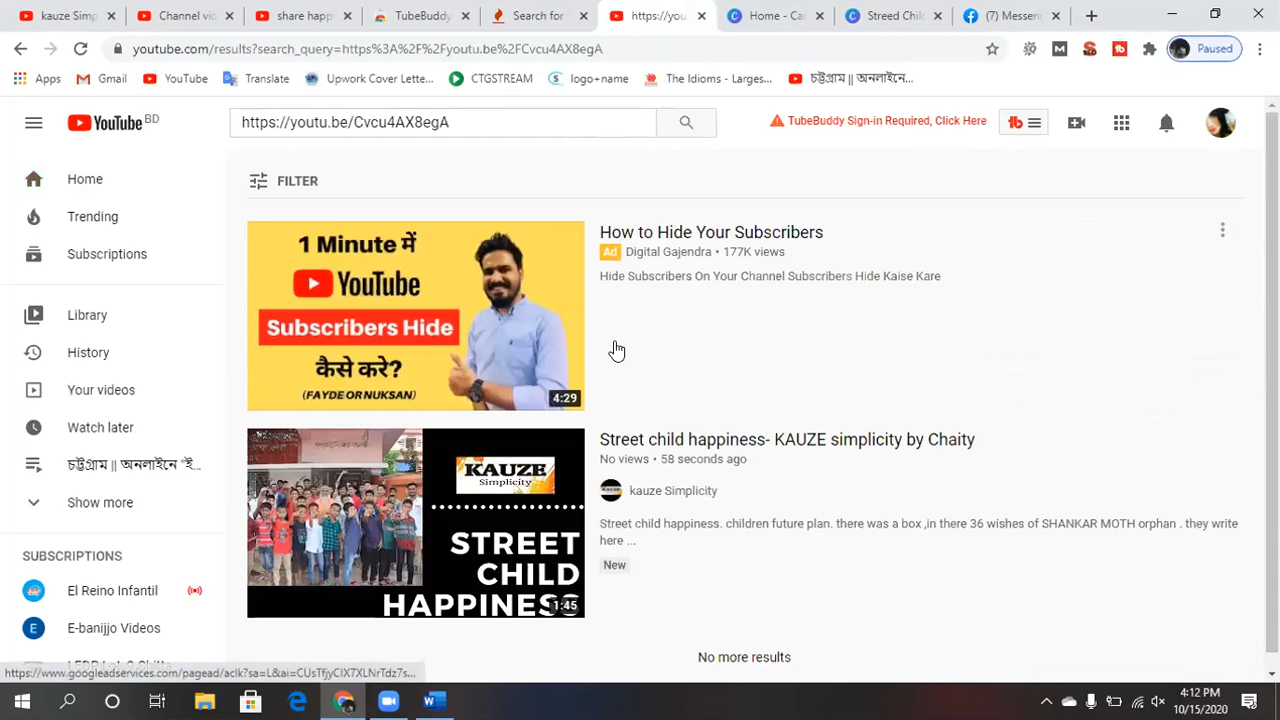 kauze Simp
Channel vid
share happ
TubeBuddy
Search for
https://you
Home - Ca
Streed Chil
(7) Messen
youtube.com/results?search_query=https%3A%2F%2Fyoutu.be%2FCvcu4AX8egA
Paused
Apps
Gmail
YouTube
Translate
Upwork Cover Lette...
CTGSTREAM
logo+name
The Idioms - Larges...
চট্টগ্রাম || অনলাইনে...
YouTube BD
https://youtu.be/Cvcu4AX8egA
TubeBuddy Sign-in Required, Click Here
Home
Trending
Subscriptions
Library
History
Your videos
Watch later
চট্টগ্রাম || অনলাইনে "ই...
Show more
SUBSCRIPTIONS
El Reino Infantil
E-banijjo Videos
FILTER
1 Minute में
YouTube
Subscribers Hide
कैसे करे?
(FAYDE OR NUKSAN)
4:29
How to Hide Your Subscribers
Ad Digital Gajendra • 177K views
Hide Subscribers On Your Channel Subscribers Hide Kaise Kare
KAUZE
Simplicity
STREET
CHILD
HAPPINESS
1:45
Street child happiness- KAUZE simplicity by Chaity
No views • 58 seconds ago
kauze Simplicity
Street child happiness. children future plan. there was a box ,in there 36 wishes of SHANKAR MOTH orphan . they write
here ...
New
No more results
https://www.googleadservices.com/pagead/aclk?sa=L&ai=CUsTfjyCIX7XLNrTdz7s...
4:12 PM
10/15/2020